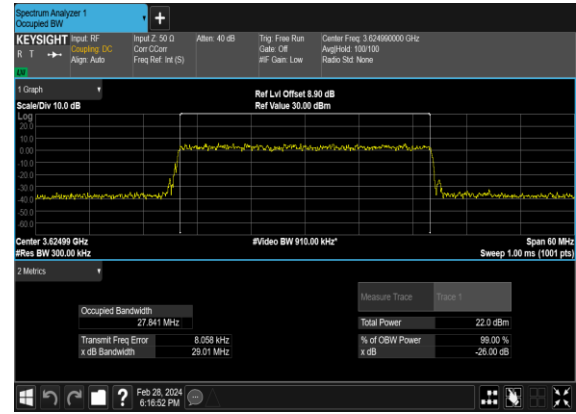 Spectrum Analyzer 1
Occupied BW
+
KEYSIGHT Input: RF Input Z: 50 Ω Atten: 40 dB Trig: Free Run Center Freq: 3.624990000 GHz
R T Coupling: DC Corr CCorr Gate: Off Avg|Hold: 100/100
Align: Auto Freq Ref: Int (S) #IF Gain: Low Radio Std: None
LVI
1 Graph
Ref Lvl Offset 8.90 dB
Scale/Div 10.0 dB Ref Value 30.00 dBm
Log
20.0
10.0
0.00
-10.0
-20.0
-30.0
-40.0
-50.0
-60.0
Center 3.62499 GHz #Video BW 910.00 kHz* Span 60 MHz
#Res BW 300.00 kHz Sweep 1.00 ms (1001 pts)
2 Metrics
Measure Trace Trace 1
Occupied Bandwidth
27.841 MHz Total Power 22.0 dBm
Transmit Freq Error 8.058 kHz % of OBW Power 99.00 %
x dB Bandwidth 29.01 MHz x dB -26.00 dB
? Feb 28, 2024
6:16:52 PM